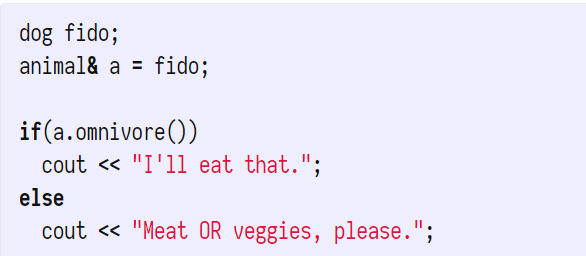 dog fido;
animal& a = fido;
if(a.omnivore())
cout << "I'll eat that.";
else
cout << "Meat OR veggies, please.";